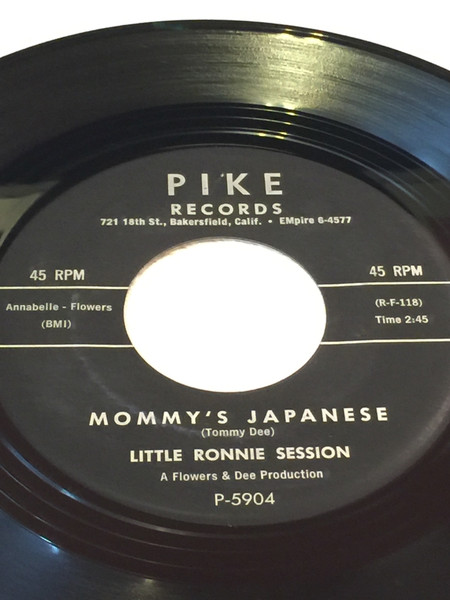 PIKE
RECORDS
721 18th St., Bakersfield, Calif. • EMpire 6-4577
45 RPM
45 RPM
Annabelle - Flowers
(BMI)
(R-F-118)
Time 2:45
MOMMY'S JAPANESE
(Tommy Dee)
LITTLE RONNIE SESSION
A Flowers & Dee Production
P-5904